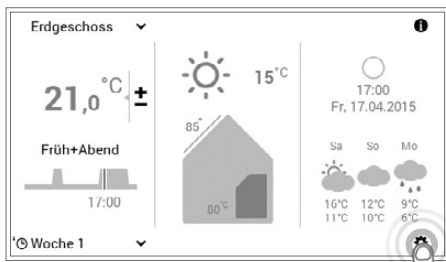 Erdgeschoss
21,0 °C ±
Früh+Abend
17:00
Woche 1
15°C
85°
80°C
17:00
Fr, 17.04.2015
Sa So Mo
16°C 12°C 9°C
11°C 10°C 6°C